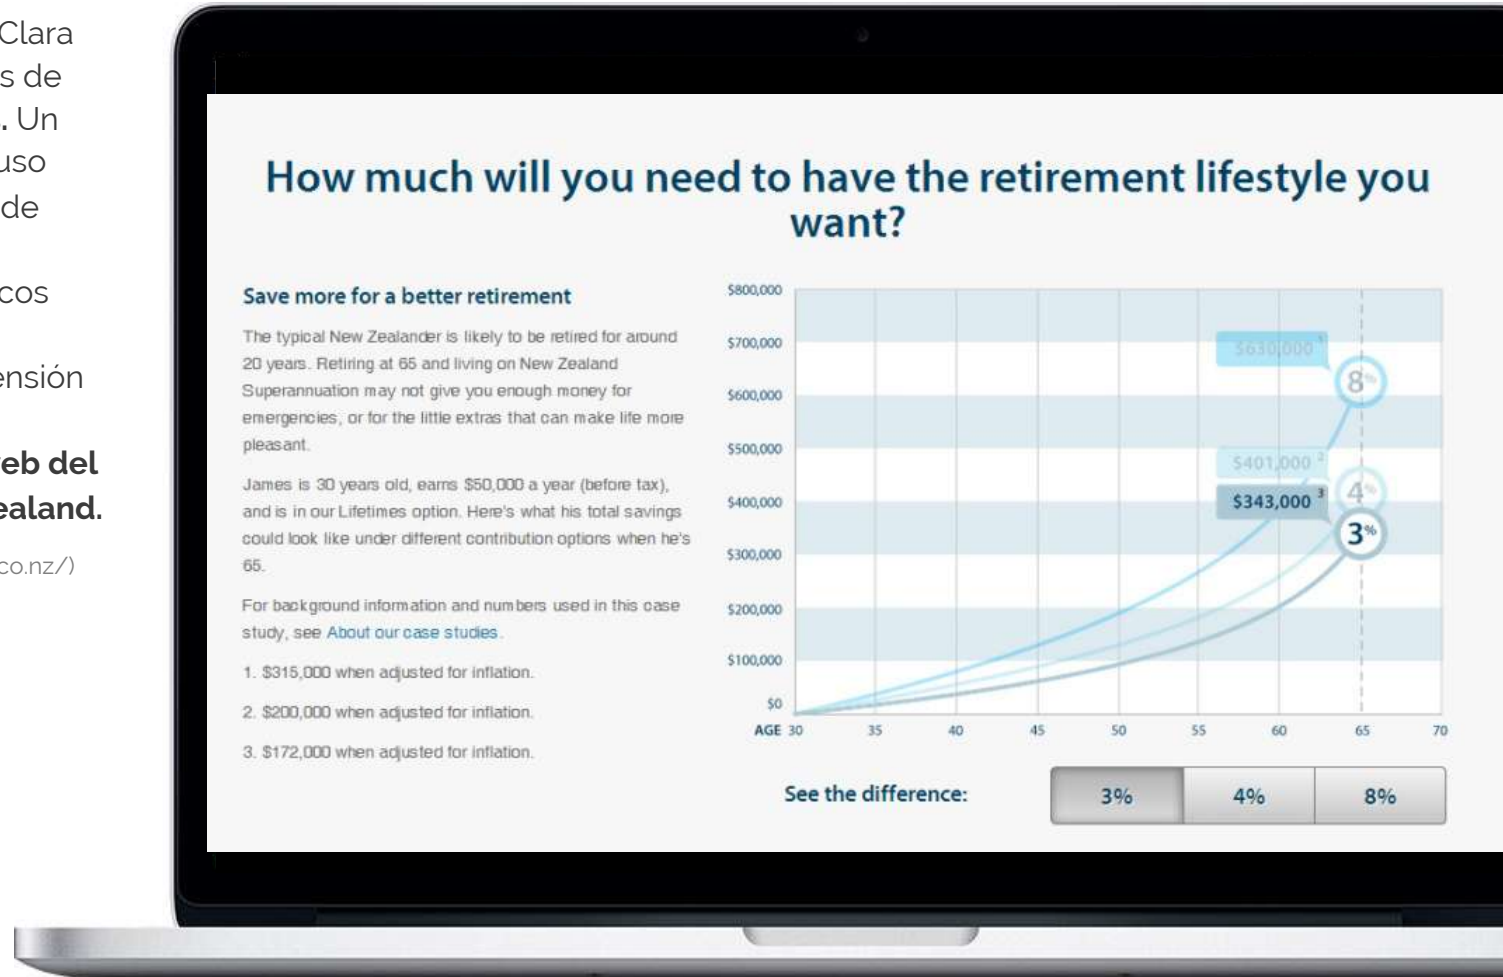 Clara
s de
. Un
uso
de
cos
ensión
eb del
ealand.
co.nz/)
How much will you need to have the retirement lifestyle you
want?
Save more for a better retirement
The typical New Zealander is likely to be retired for around
20 years. Retiring at 65 and living on New Zealand
Superannuation may not give you enough money for
emergencies, or for the little extras that can make life more
pleasant.
James is 30 years old, earns $50,000 a year (before tax),
and is in our Lifetimes option. Here's what his total savings
could look like under different contribution options when he's
65.
For background information and numbers used in this case
study, see About our case studies.
1. $315,000 when adjusted for inflation.
2. $200,000 when adjusted for inflation.
3. $172,000 when adjusted for inflation.
$800,000
$700,000
$600,000
$500,000
$400,000
$300,000
$200,000
$100,000
$0
$630,000 1
8%
$401,000 2
4%
$343,000 3
3%
AGE 30 35 40 45 50 55 60 65 70
See the difference: 3% 4% 8%